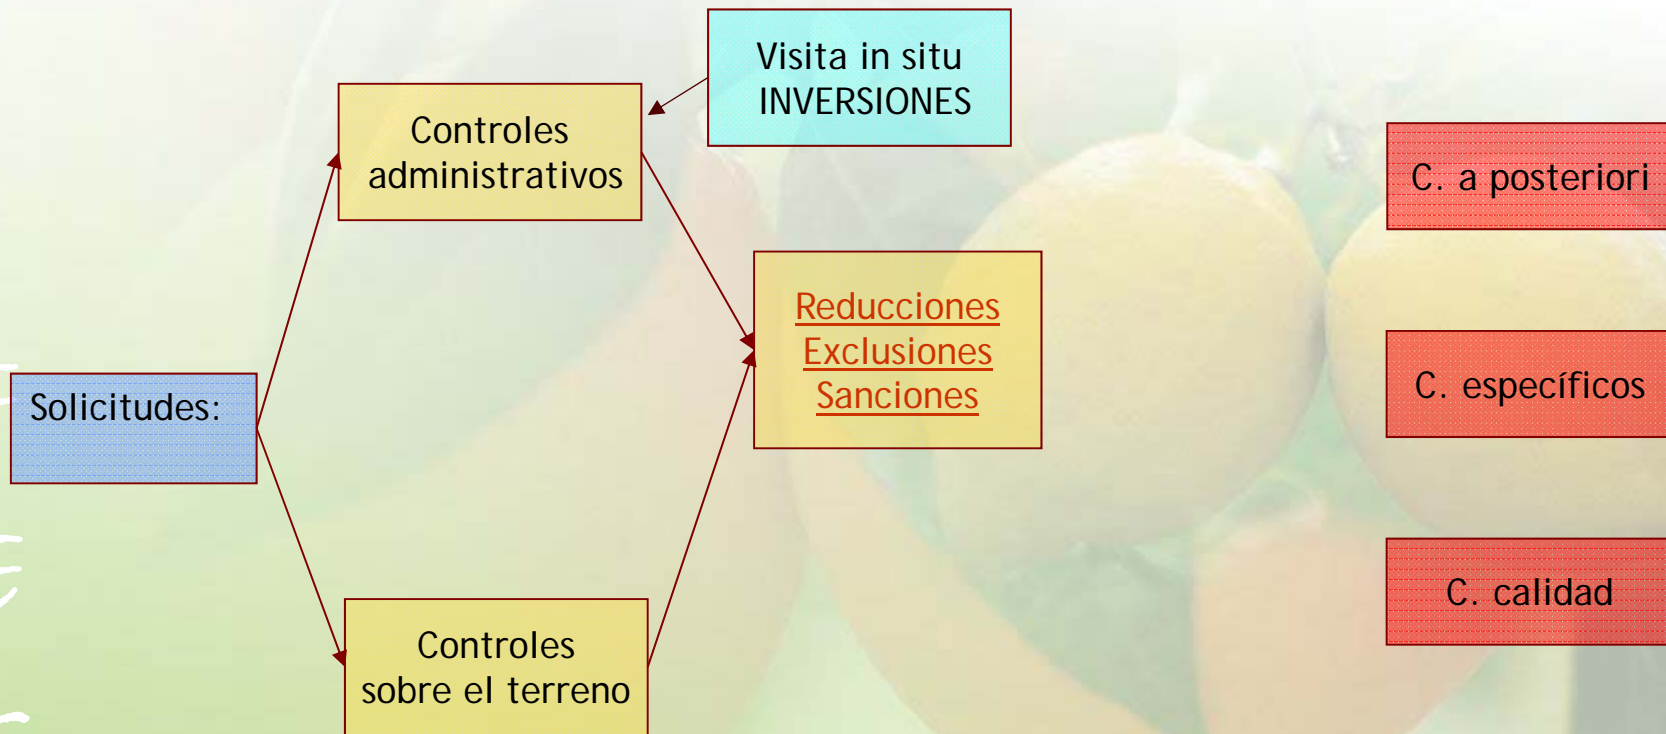 Visita in situ
INVERSIONES
Controles
administrativos
C. a posteriori
Reducciones
Exclusiones
Sanciones
Solicitudes:
C. específicos
C. calidad
Controles
sobre el terreno